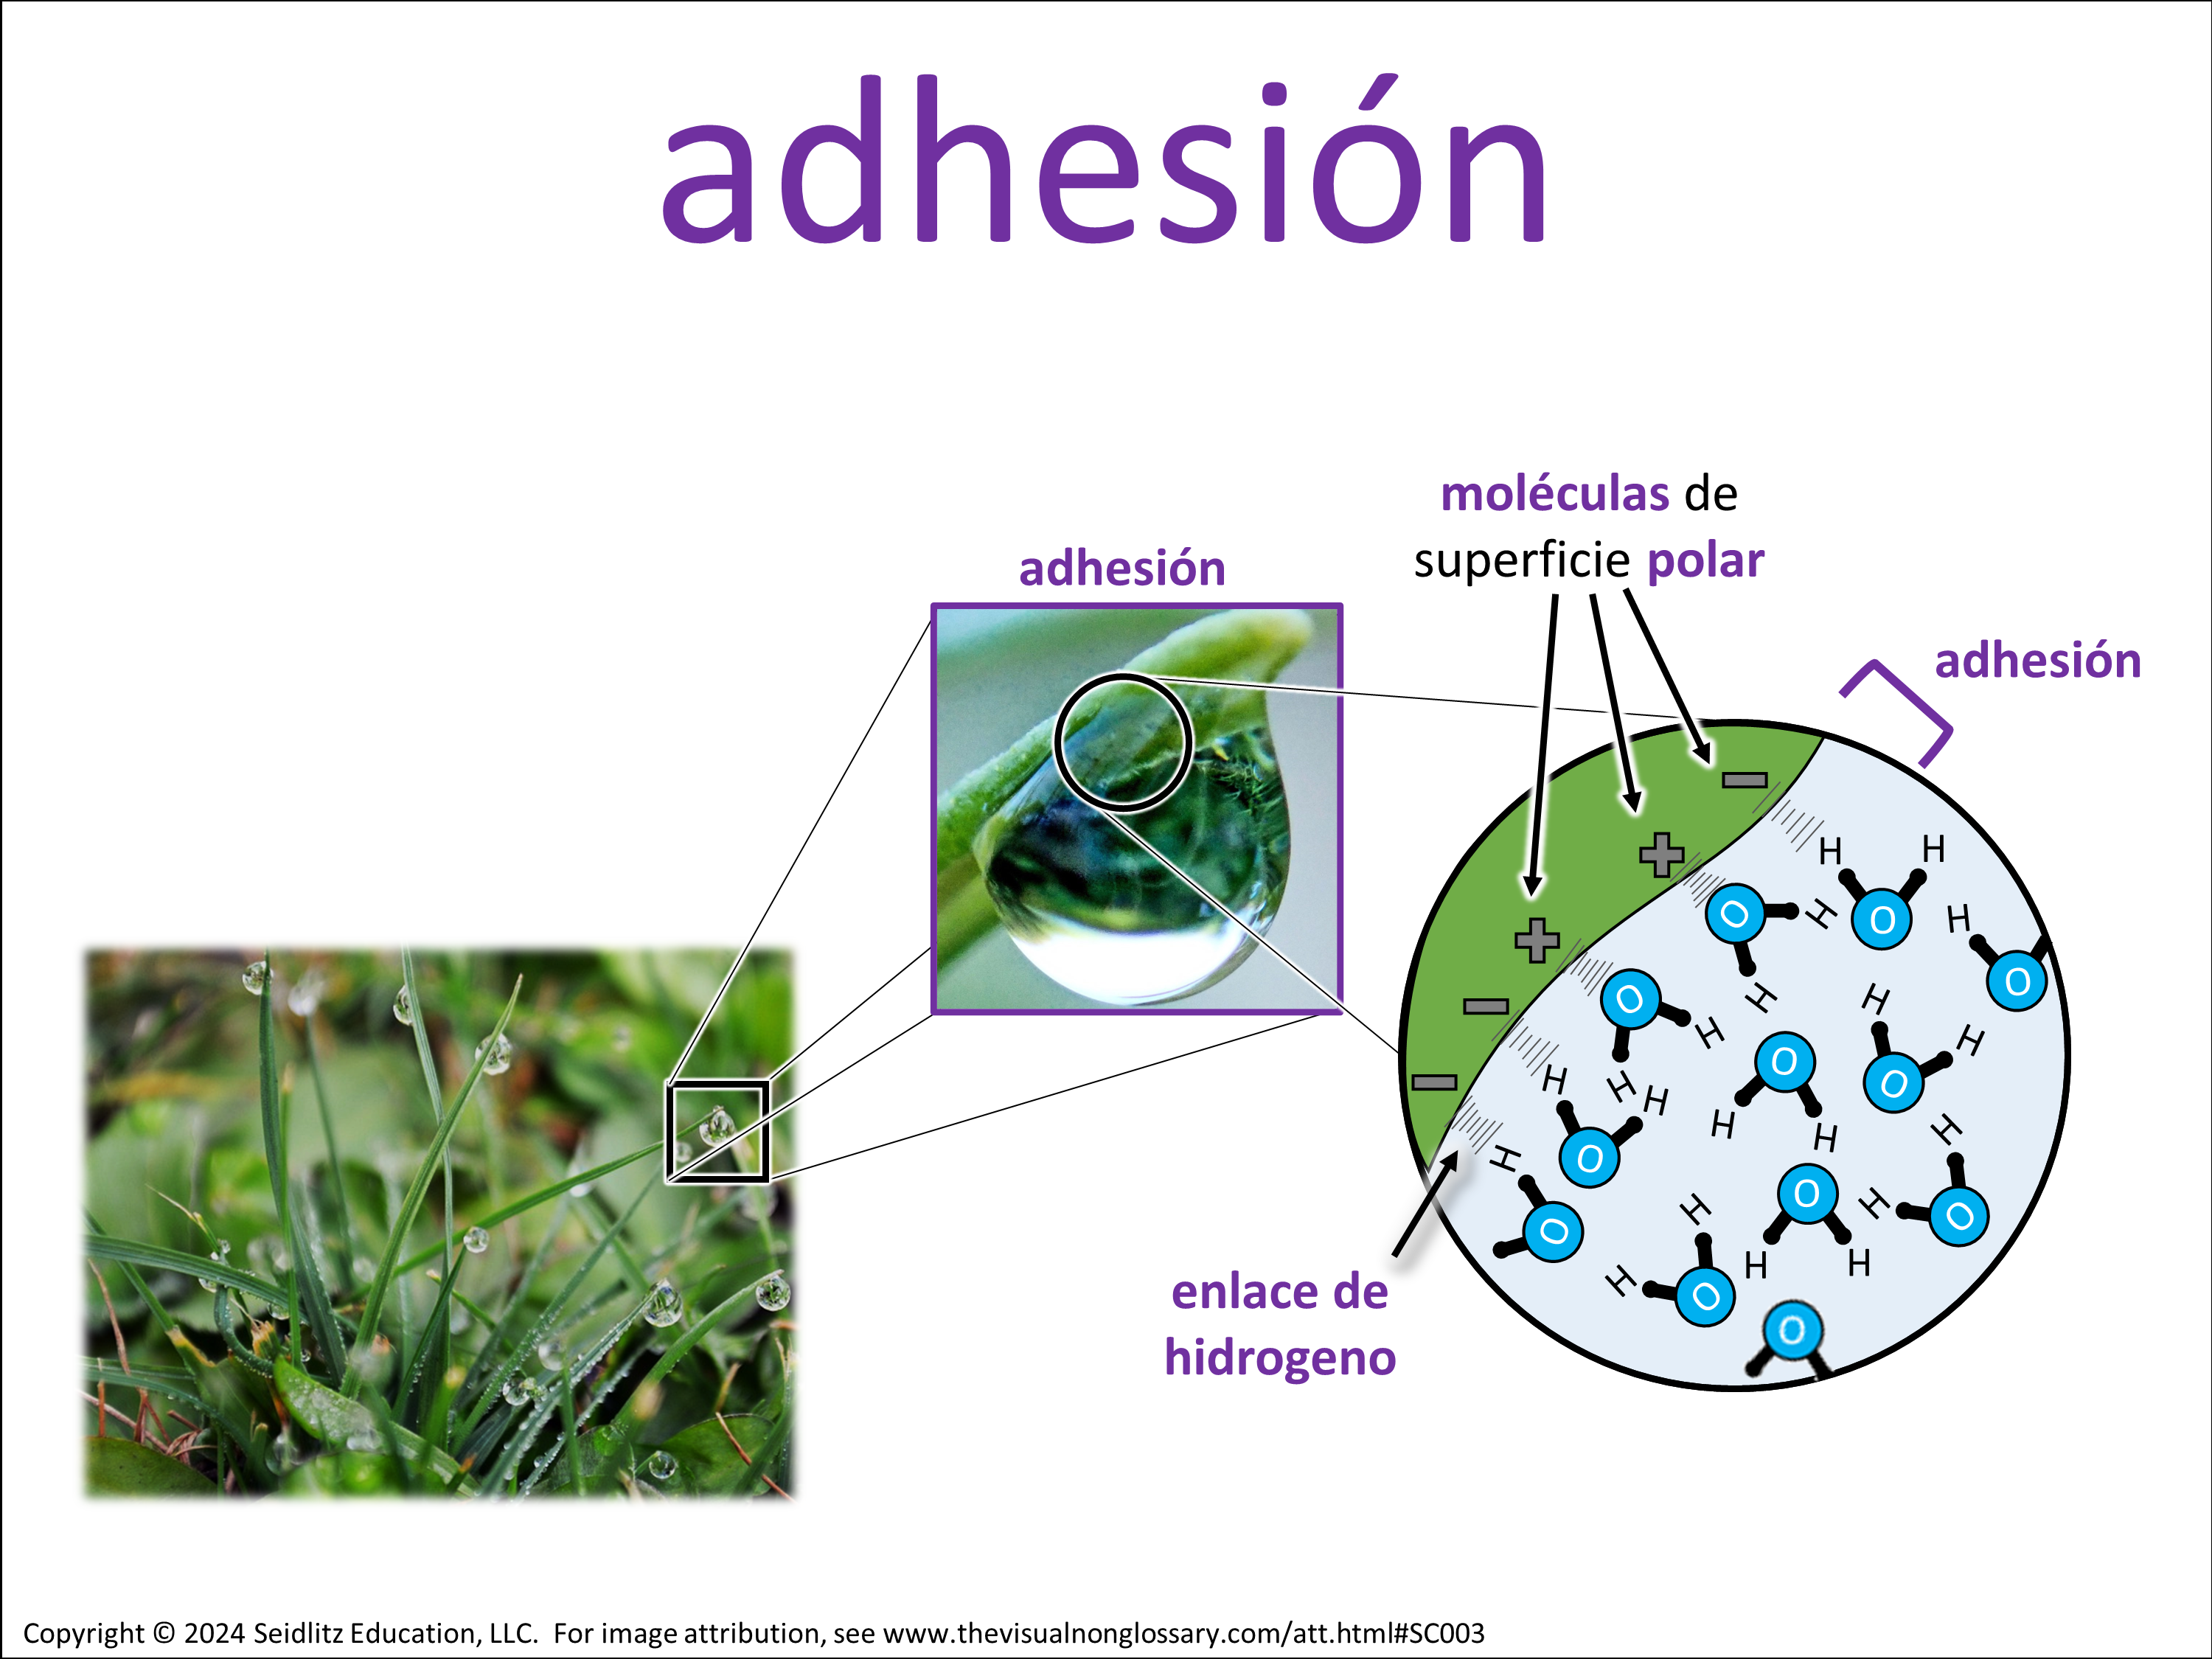 adhesión
moléculas de
superficie polar
adhesión
adhesión
H
H
O
H
O
H
O
H
H
O
H
H
O
H
O
H
H
H
H
H
H
H
O
H
O
H
O
H
O
H
O
H
H
O
O
enlace de
hidrogeno
Copyright © 2024 Seidlitz Education, LLC.  For image attribution, see www.thevisualnonglossary.com/att.html#SC003